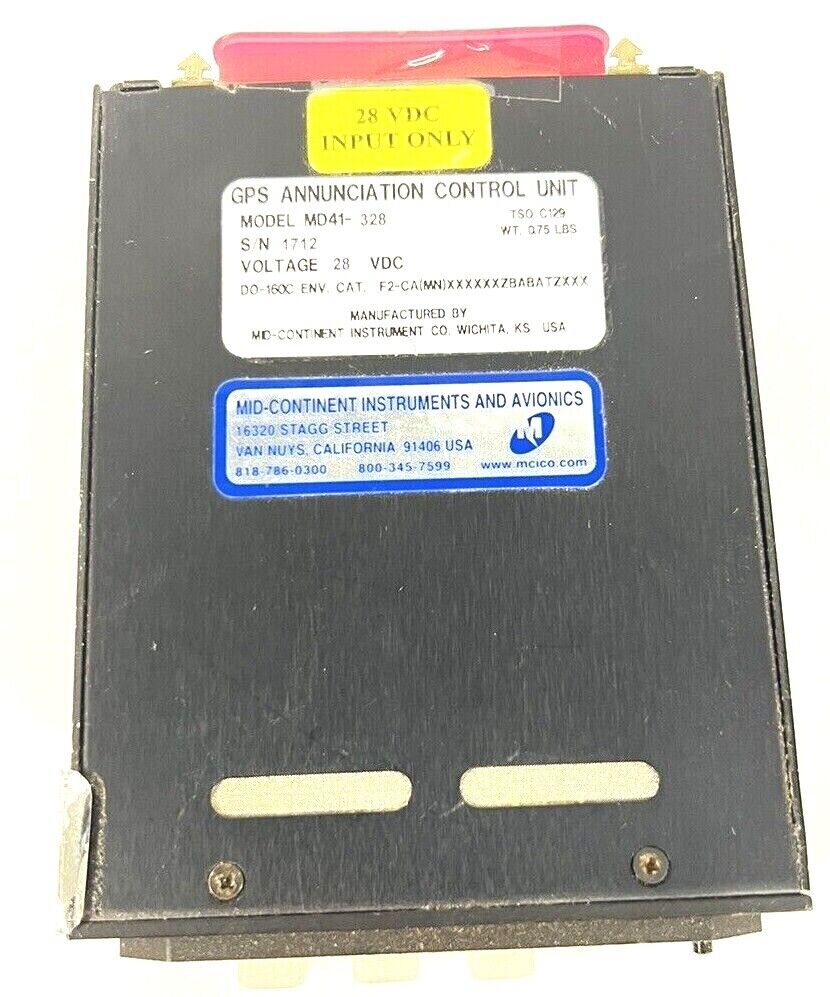 28 VDC
INPUT ONLY
GPS ANNUNCIATION CONTROL UNIT
MODEL MD41- 328
TSO C129
S/N 1712
WT. 0.75 LBS
VOLTAGE 28 VDC
DO-160C ENV. CAT. F2-CA(MN)XXXXXXZBABATZXXX
MANUFACTURED BY
MID-CONTINENT INSTRUMENT CO. WICHITA, KS USA
MID-CONTINENT INSTRUMENTS AND AVIONICS
16320 STAGG STREET
VAN NUYS, CALIFORNIA 91406 USA
818-786-0300 800-345-7599 www.mcico.com
M